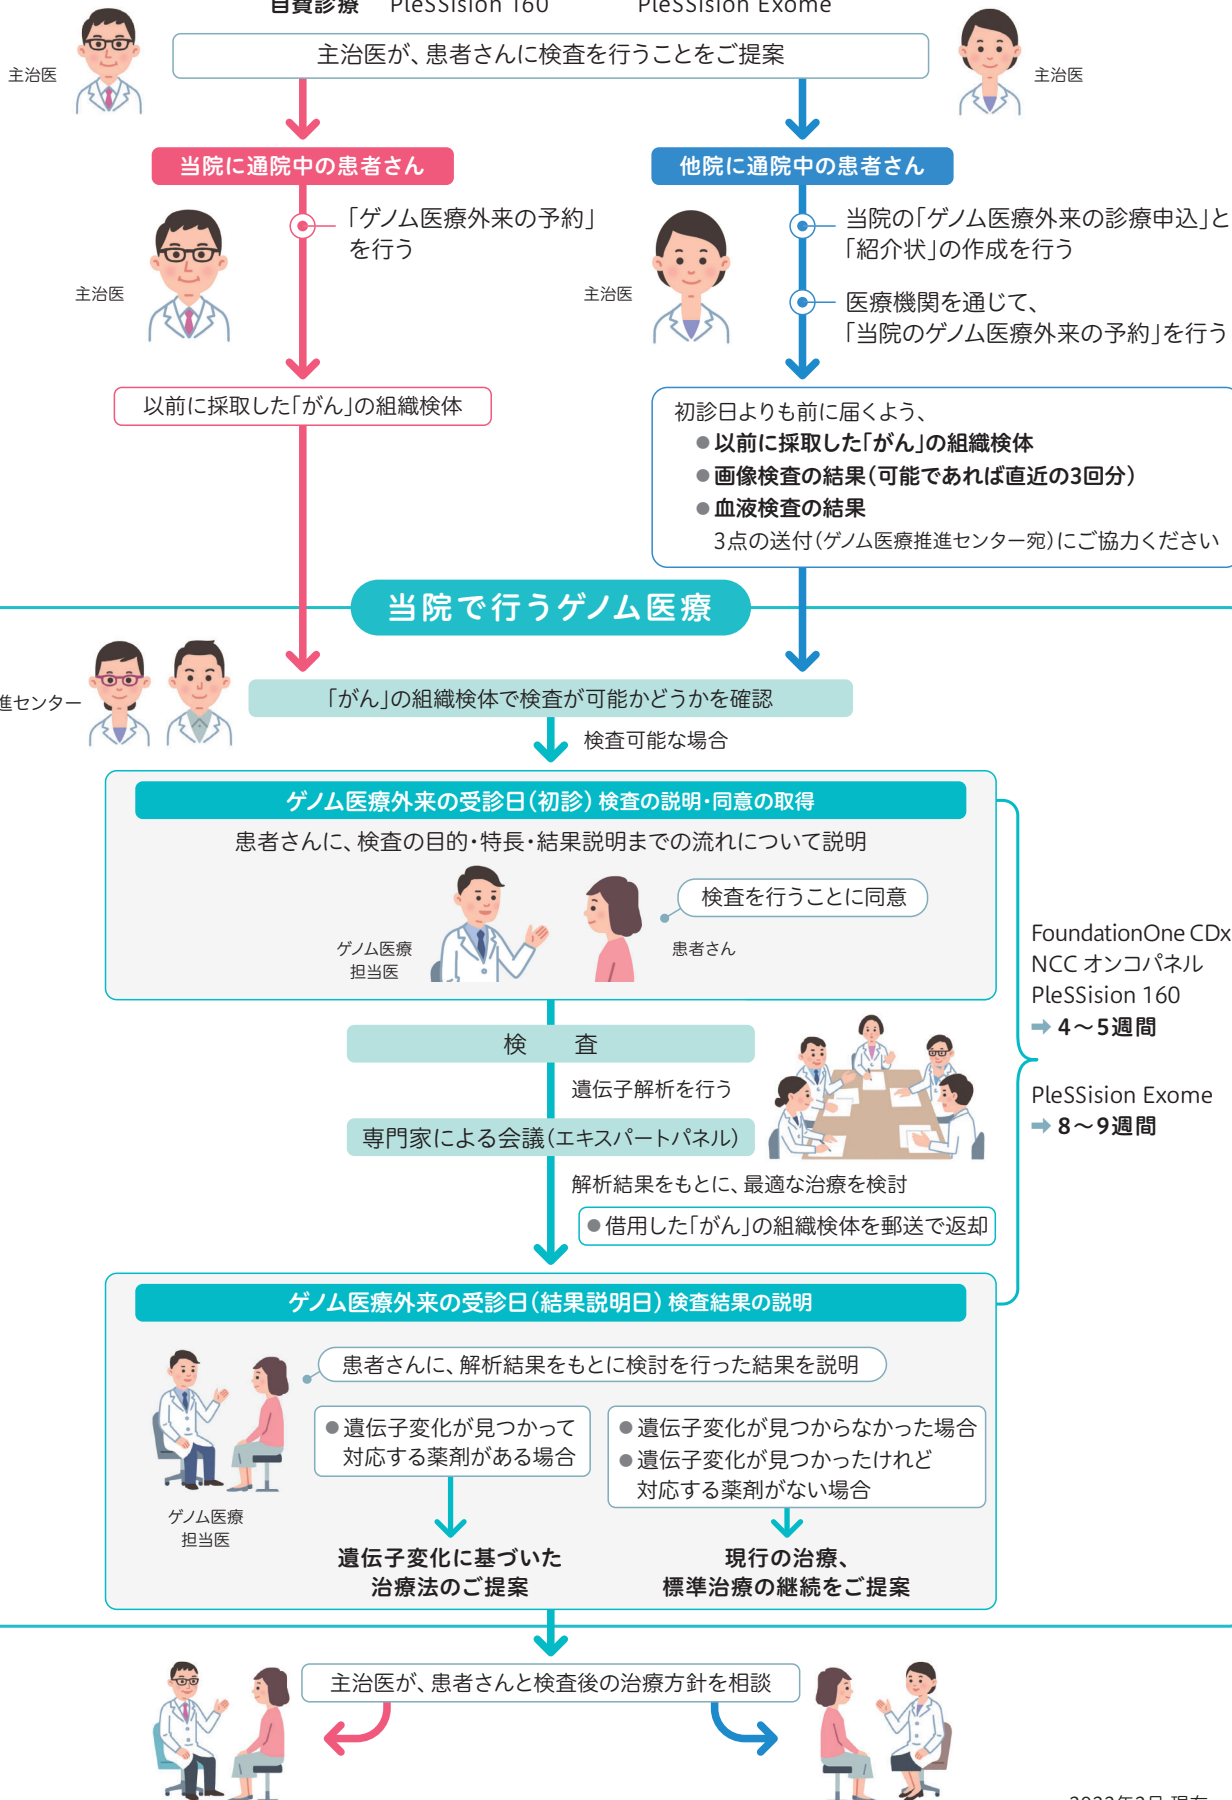 自費診療 PleSSision 160 PleSSision Exome
主治医が、患者さんに検査を行うことをご提案
主治医
主治医
当院に通院中の患者さん
「ゲノム医療外来の予約」
を行う
主治医
以前に採取した「がん」の組織検体
他院に通院中の患者さん
当院の「ゲノム医療外来の診療申込」と
「紹介状」の作成を行う
主治医
医療機関を通じて、
「当院のゲノム医療外来の予約」を行う
初診日よりも前に届くよう、
●以前に採取した「がん」の組織検体
●画像検査の結果(可能であれば直近の3回分)
●血液検査の結果
3点の送付(ゲノム医療推進センター宛)にご協力ください
当院で行うゲノム医療
進センター
「がん」の組織検体で検査が可能かどうかを確認
検査可能な場合
ゲノム医療外来の受診日(初診) 検査の説明・同意の取得
患者さんに、検査の目的・特長・結果説明までの流れについて説明
検査を行うことに同意
ゲノム医療
担当医
患者さん
検 査
遺伝子解析を行う
専門家による会議(エキスパートパネル)
解析結果をもとに、最適な治療を検討
●借用した「がん」の組織検体を郵送で返却
FoundationOne CDx
NCC オンコパネル
PleSSision 160
➡ 4〜5週間
PleSSision Exome
➡ 8〜9週間
ゲノム医療外来の受診日(結果説明日) 検査結果の説明
患者さんに、解析結果をもとに検討を行った結果を説明
ゲノム医療
担当医
●遺伝子変化が見つかって
対応する薬剤がある場合
遺伝子変化に基づいた
治療法のご提案
●遺伝子変化が見つからなかった場合
●遺伝子変化が見つかったけれど
対応する薬剤がない場合
現行の治療、
標準治療の継続をご提案
主治医が、患者さんと検査後の治療方針を相談